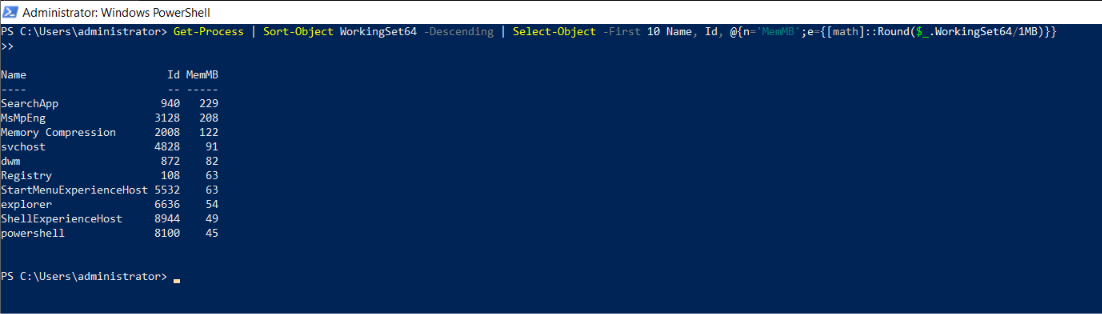 Administrator: Windows PowerShell
PS C:\Users\administrator> Get-Process | Sort-Object WorkingSet64 -Descending | Select-Object -First 10 Name, Id, @{n='MemMB';e={[math]::Round($_.WorkingSet64/1MB)}}
>>
Name                      Id MemMB
----                      -- -----
SearchApp                940   229
MsMpEng                 3128   208
Memory Compression      2008   122
svchost                 4828    91
dwm                      872    82
Registry                 108    63
StartMenuExperienceHost 5532    63
explorer                6636    54
ShellExperienceHost     8944    49
powershell              8100    45
PS C:\Users\administrator>